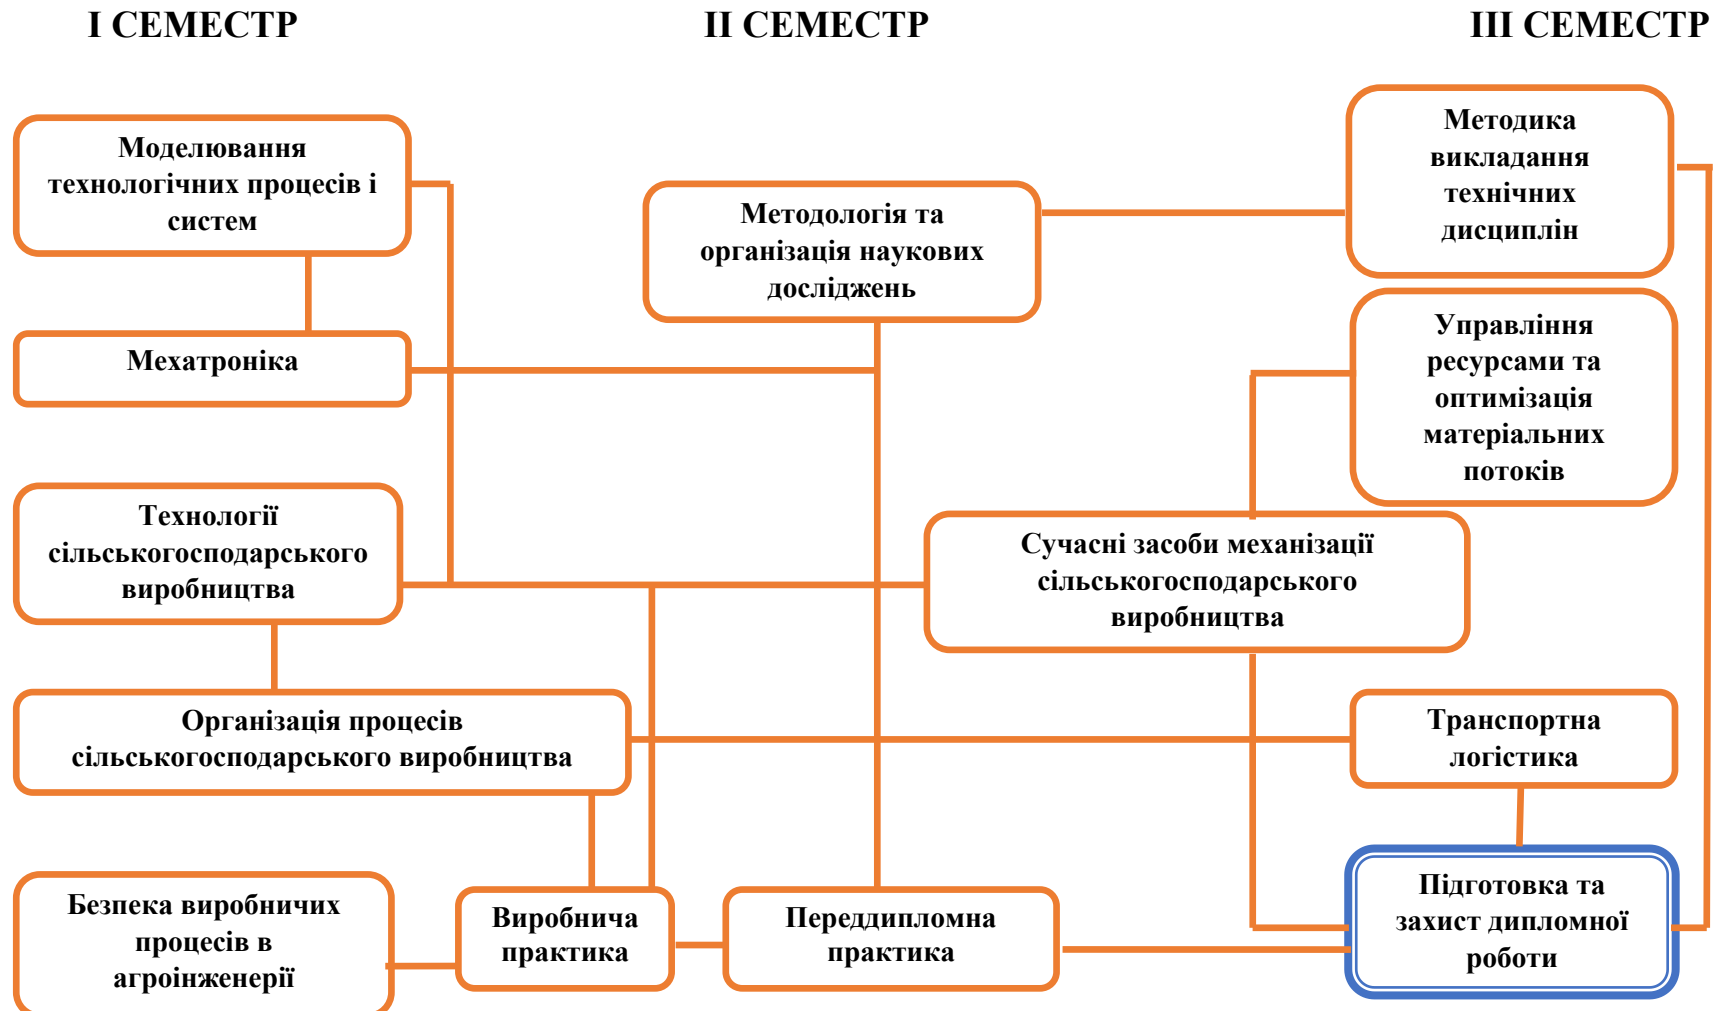 І СЕМЕСТР
ІІ СЕМЕСТР
ІІІ СЕМЕСТР
Моделювання
технологічних процесів і
систем
Мехатроніка
Технології
сільськогосподарського
виробництва
Організація процесів
сільськогосподарського виробництва
Безпека виробничих
процесів в
агроінженерії
Виробнича
практика
Методологія та
організація наукових
досліджень
Сучасні засоби механізації
сільськогосподарського
виробництва
Переддипломна
практика
Методика
викладання
технічних
дисциплін
Управління
ресурсами та
оптимізація
матеріальних
потоків
Транспортна
логістика
Підготовка та
захист дипломної
роботи